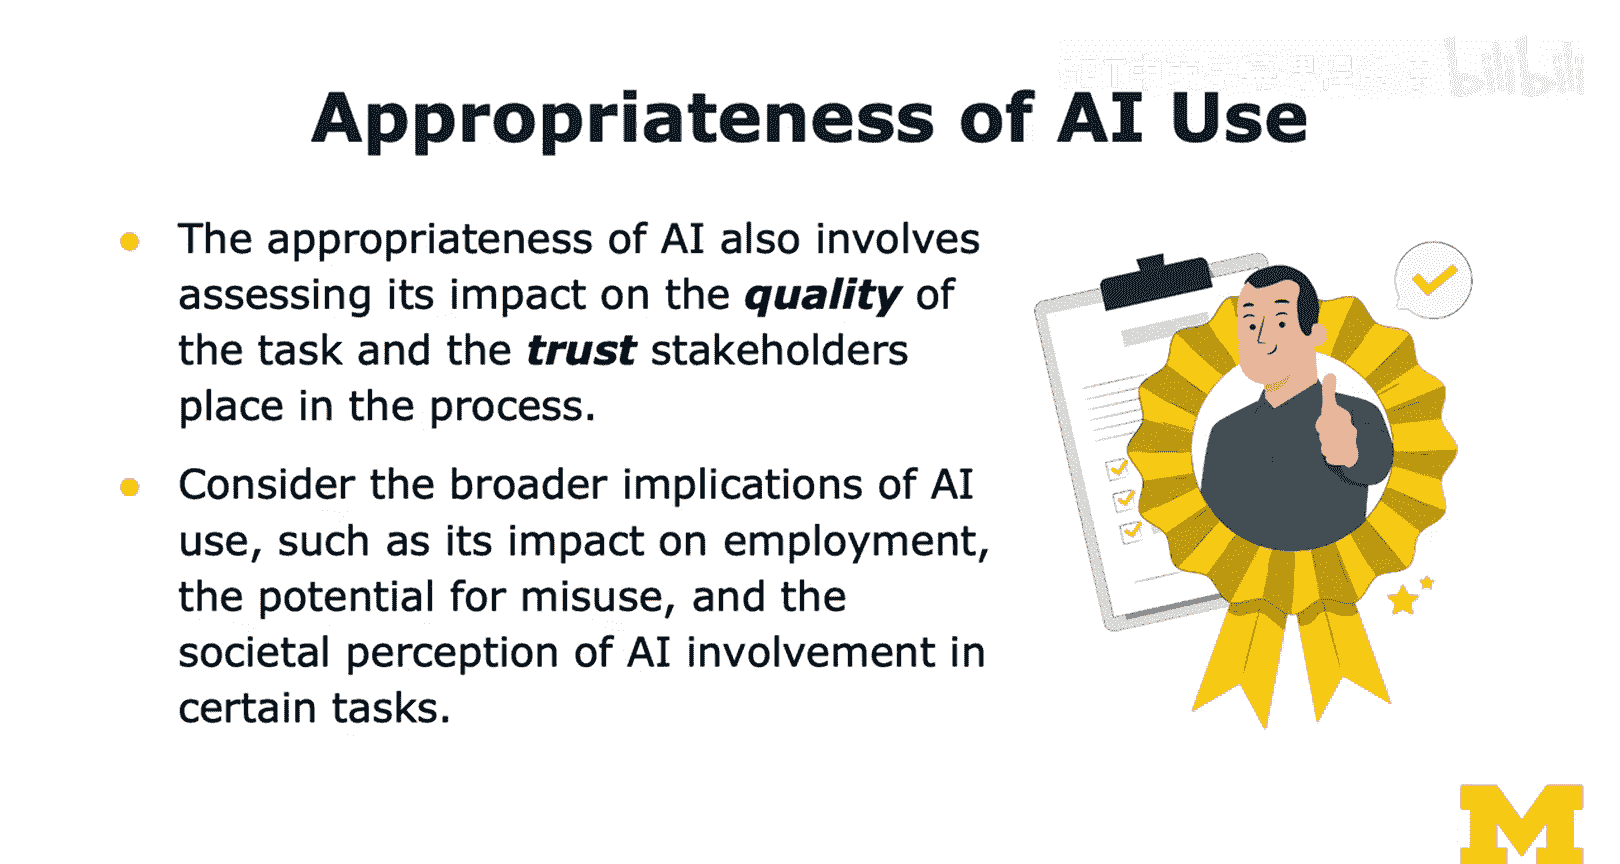 bilibili
Appropriateness of AI Use
The appropriateness of AI also involves
assessing its impact on the quality of
the task and the trust stakeholders
place in the process.
Consider the broader implications of AI
use, such as its impact on employment,
the potential for misuse, and the
societal perception of AI involvement in
certain tasks.
M